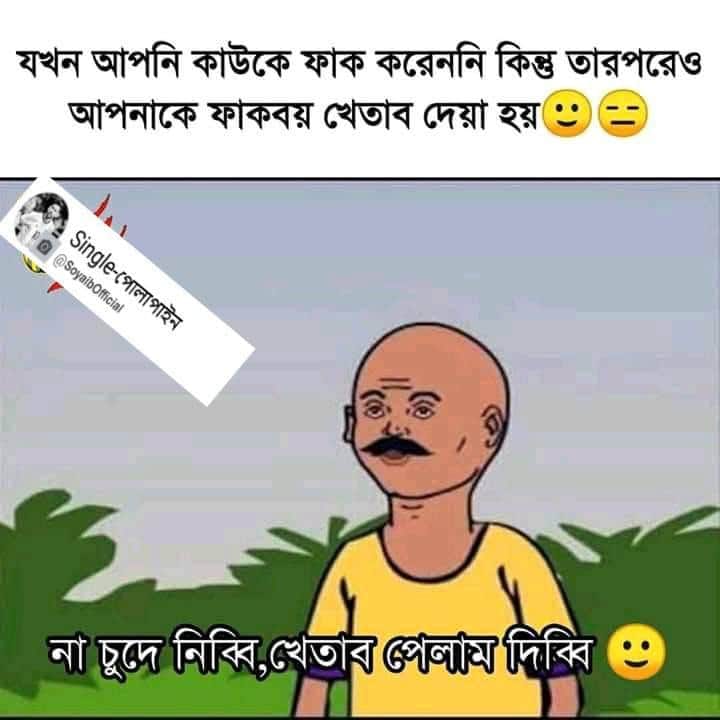 যখন আপনি কাউকে ফাক করেননি কিন্তু তারপরেও
আপনাকে ফাকবয় খেতাব দেয়া হয়🙂😑
Single-পোলাপাইন
@SoyaibOfficial
না চুদে নিব্বি,খেতাব পেলাম দিব্বি 🙂